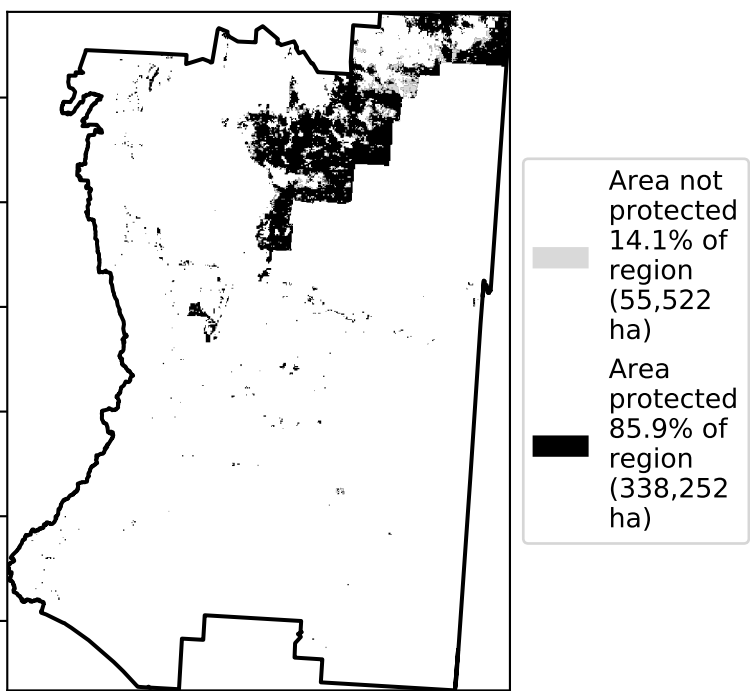 Area not
protected
14.1% of
region
(55,522
ha)
Area
protected
85.9% of
region
(338,252
ha)